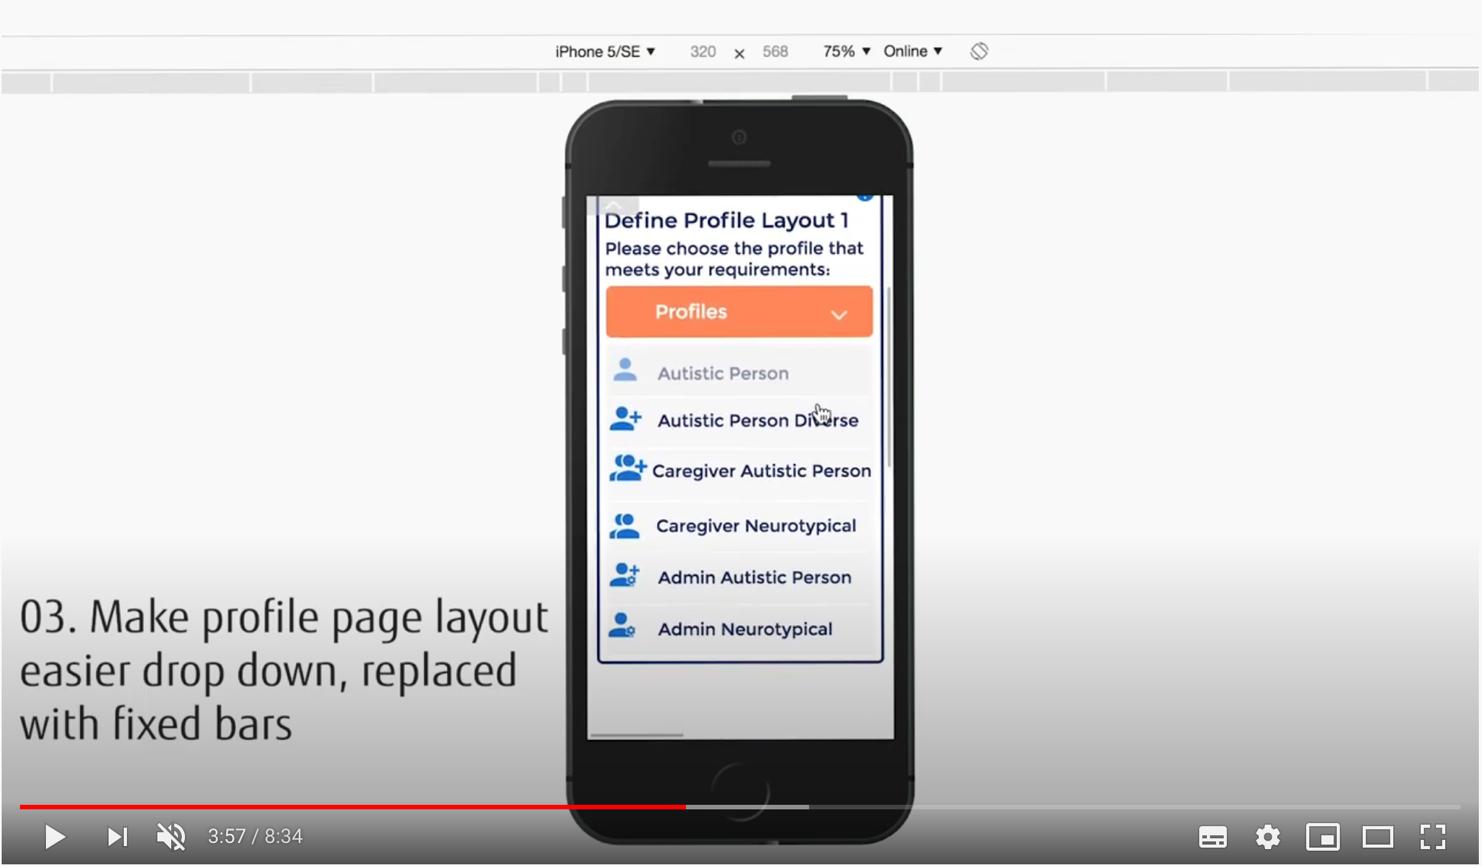 iPhone 5/SE ▼ 320 × 568 75% ▼ Online ▼
Define Profile Layout 1
Please choose the profile that
meets your requirements:
Profiles
Autistic Person
Autistic Person Diverse
Caregiver Autistic Person
Caregiver Neurotypical
Admin Autistic Person
Admin Neurotypical
03. Make profile page layout
easier drop down, replaced
with fixed bars
3:57 / 8:34